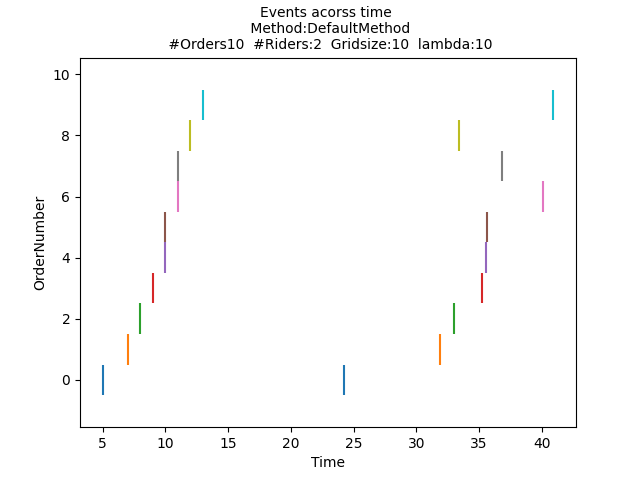 Events acorss time
Method:DefaultMethod
#Orders10 #Riders:2 Gridsize:10 lambda:10
10
8
6
4
2
0
OrderNumber
5 10 15 20 25 30 35 40
Time